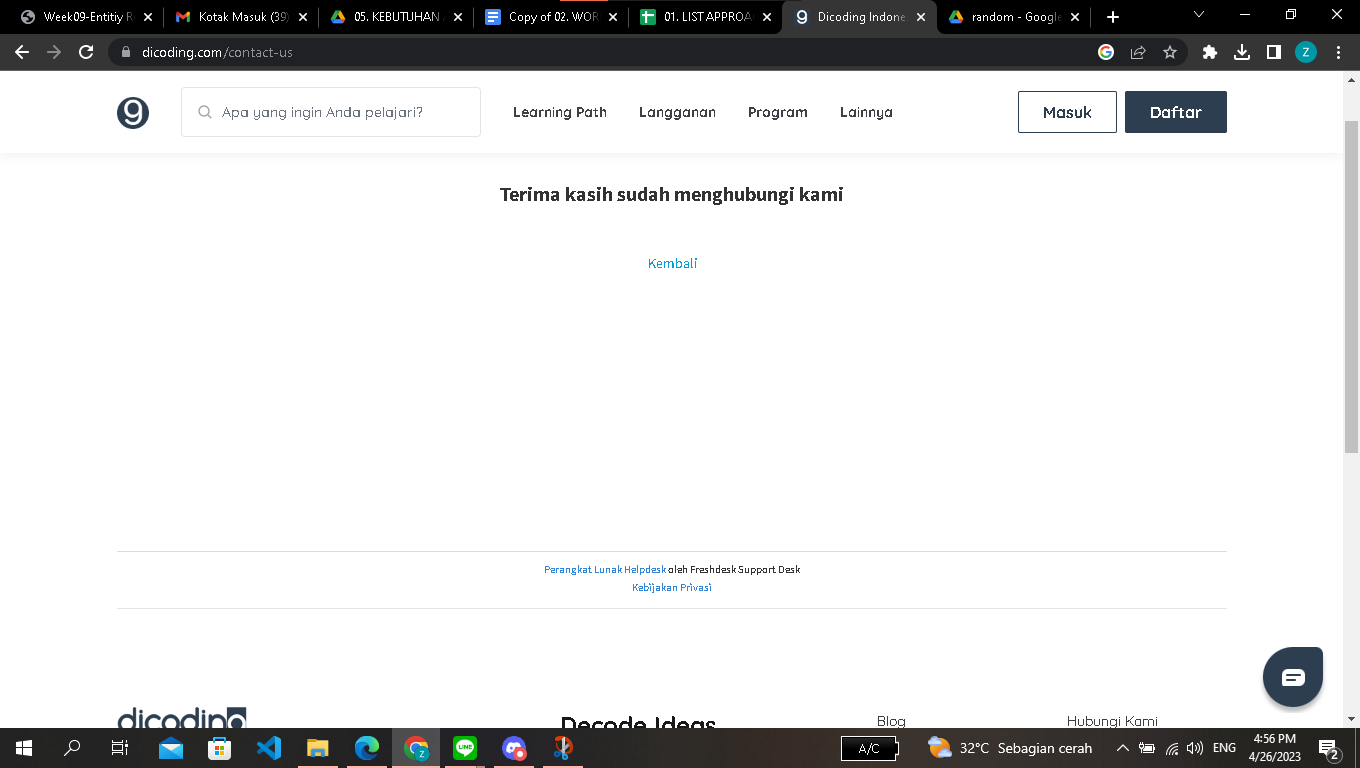 Week09-Entitiy R
Kotak Masuk (39)
05. KEBUTUHAN
Copy of 02. WOR
01. LIST APPROA
Dicoding Indone
random - Google
dicoding.com/contact-us
Z
Apa yang ingin Anda pelajari?
Learning Path
Langganan
Program
Lainnya
Masuk
Daftar
Terima kasih sudah menghubungi kami
Kembali
Perangkat Lunak Helpdesk oleh Freshdesk Support Desk
Kebijakan Privasi
dicoding
Decode Ideas
Blog
Hubungi Kami
LINE
A/C
32°C Sebagian cerah
ENG
4:56 PM
4/26/2023
2